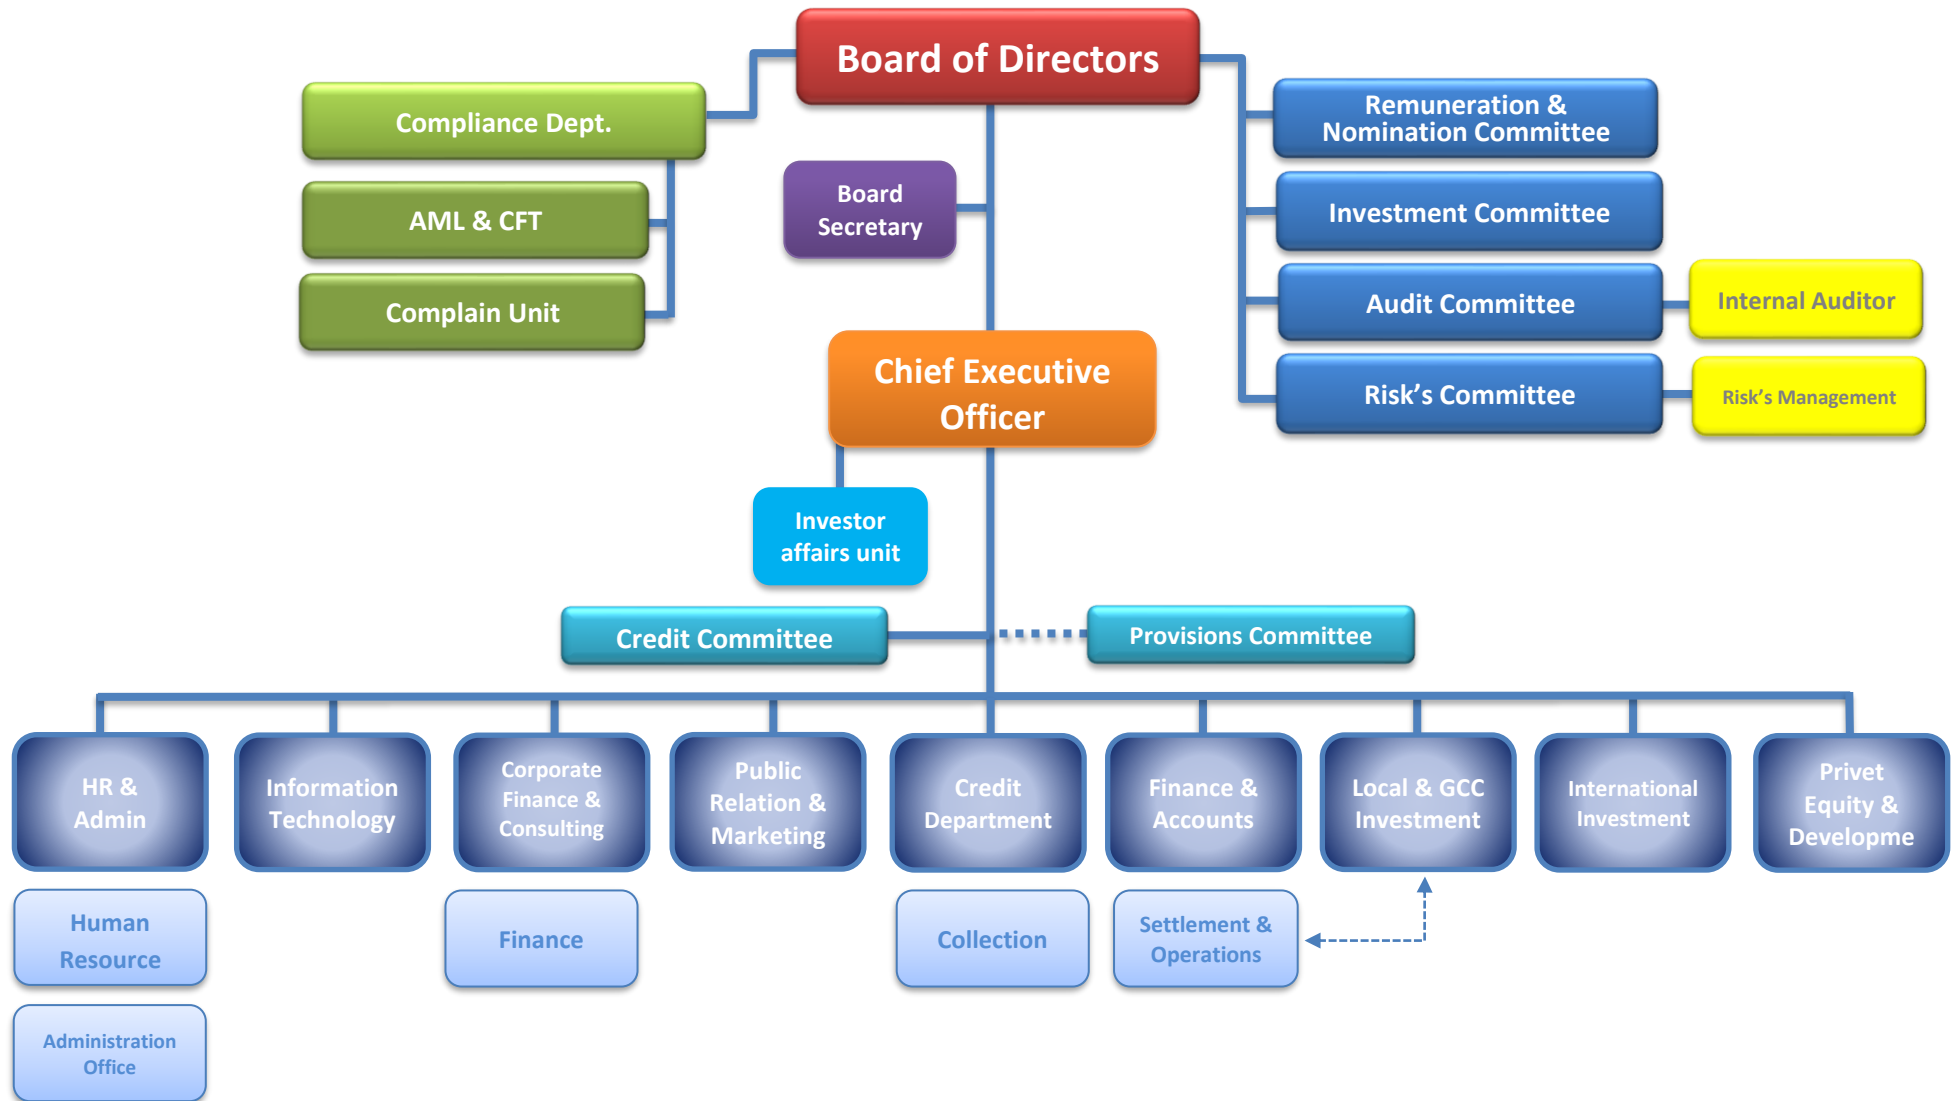 Board of Directors
Compliance Dept.
AML & CFT
Complain Unit
Board
Secretary
Remuneration &
Nomination Committee
Investment Committee
Audit Committee
Internal Auditor
Risk’s Committee
Risk’s Management
Chief Executive
Officer
Investor
affairs unit
Credit Committee
Provisions Committee
HR &
Admin
Information
Technology
Corporate
Finance &
Consulting
Public
Relation &
Marketing
Credit
Department
Finance &
Accounts
Local & GCC
Investment
International
Investment
Privet
Equity &
Developme
Human
Resource
Finance
Collection
Settlement &
Operations
Administration
Office